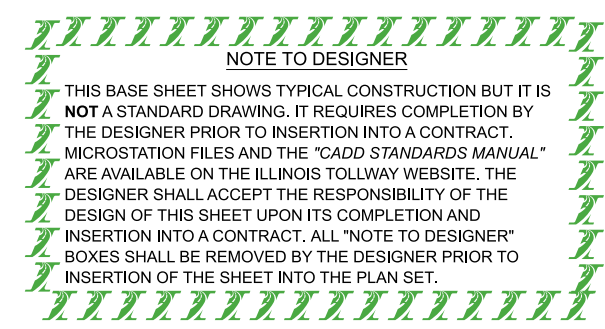 NOTE TO DESIGNER
THIS BASE SHEET SHOWS TYPICAL CONSTRUCTION BUT IT IS
NOT A STANDARD DRAWING. IT REQUIRES COMPLETION BY
THE DESIGNER PRIOR TO INSERTION INTO A CONTRACT.
MICROSTATION FILES AND THE "CADD STANDARDS MANUAL"
ARE AVAILABLE ON THE ILLINOIS TOLLWAY WEBSITE. THE
DESIGNER SHALL ACCEPT THE RESPONSIBILITY OF THE
DESIGN OF THIS SHEET UPON ITS COMPLETION AND
INSERTION INTO A CONTRACT. ALL "NOTE TO DESIGNER"
BOXES SHALL BE REMOVED BY THE DESIGNER PRIOR TO
INSERTION OF THE SHEET INTO THE PLAN SET.